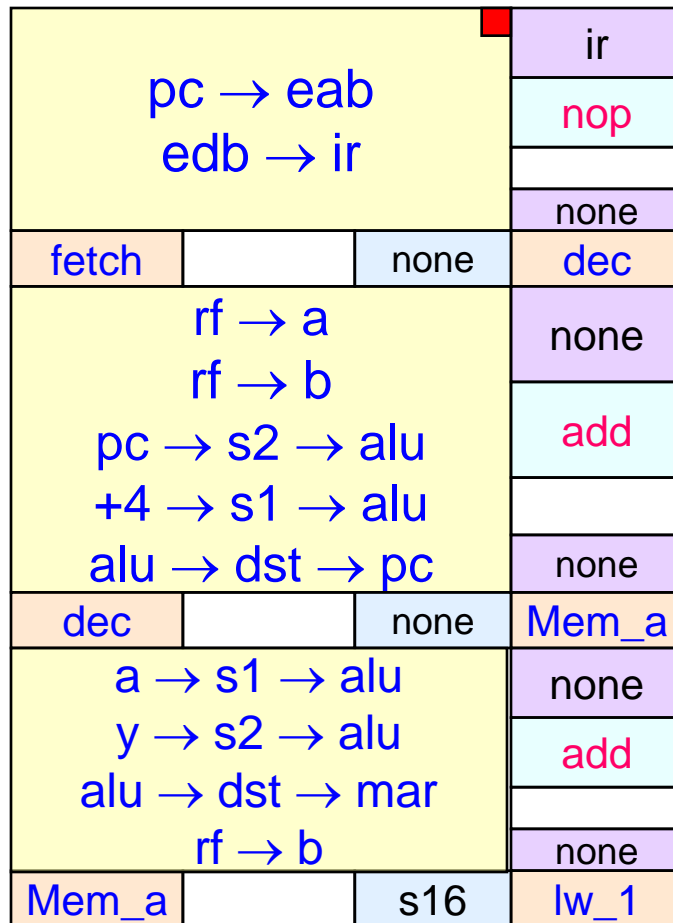 pc → eab
edb → ir
ir
nop
none
fetch
none
dec
rf → a
rf → b
pc → s2 → alu
+4 → s1 → alu
alu → dst → pc
none
add
none
dec
none
Mem_a
a → s1 → alu
y → s2 → alu
alu → dst → mar
rf → b
none
add
none
Mem_a
s16
lw_1